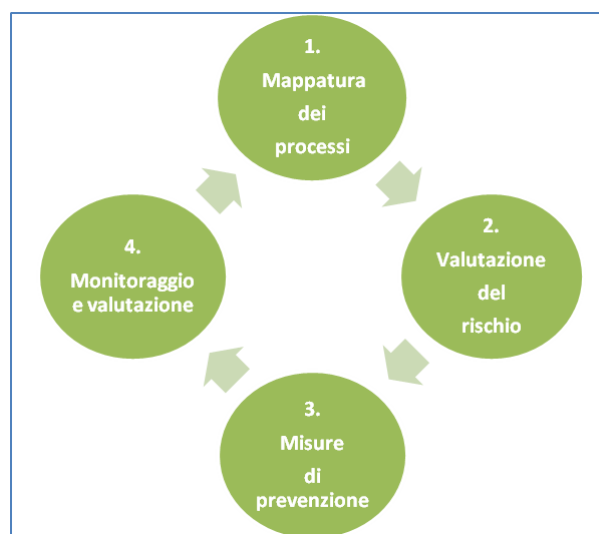 1.
Mappatura
dei
processi
2.
Valutazione
del
rischio
3.
Misure
di
prevenzione
4.
Monitoraggio
e valutazione